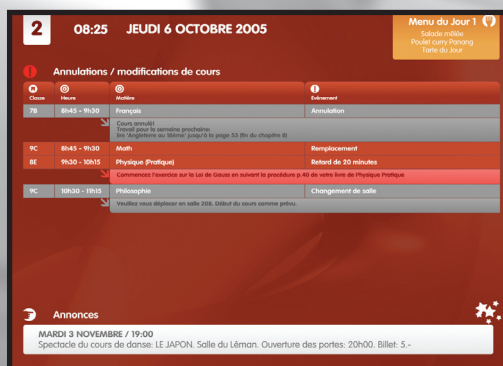 2 08:25 JEUDI 6 OCTOBRE 2005
Menu du Jour 1
Salade mêlée
Poulet curry Panang
Tarte du Jour
Annulations / modifications de cours
Classe Heure Matière Evénement
7B 8h45 - 9h30 Français Annulation
Cours annulé!
Travail pour la semaine prochaine:
lire 'Angleterre au 18ème' jusqu'à la page 53 (fin du chapitre 8)
9C 8h45 - 9h30 Math Remplacement
8E 9h30 - 10h15 Physique (Pratique) Retard de 20 minutes
Commencez l'exercice sur la Loi de Gauss en suivant la procédure p.40 de votre livre de Physique Pratique
9C 10h30 - 11h15 Philosophie Changement de salle
Veuillez vous déplacer en salle 208. Début du cours comme prévu.
Annonces
MARDI 3 NOVEMBRE / 19:00
Spectacle du cours de danse: LE JAPON. Salle du Léman. Ouverture des portes: 20h00. Billet: 5.-